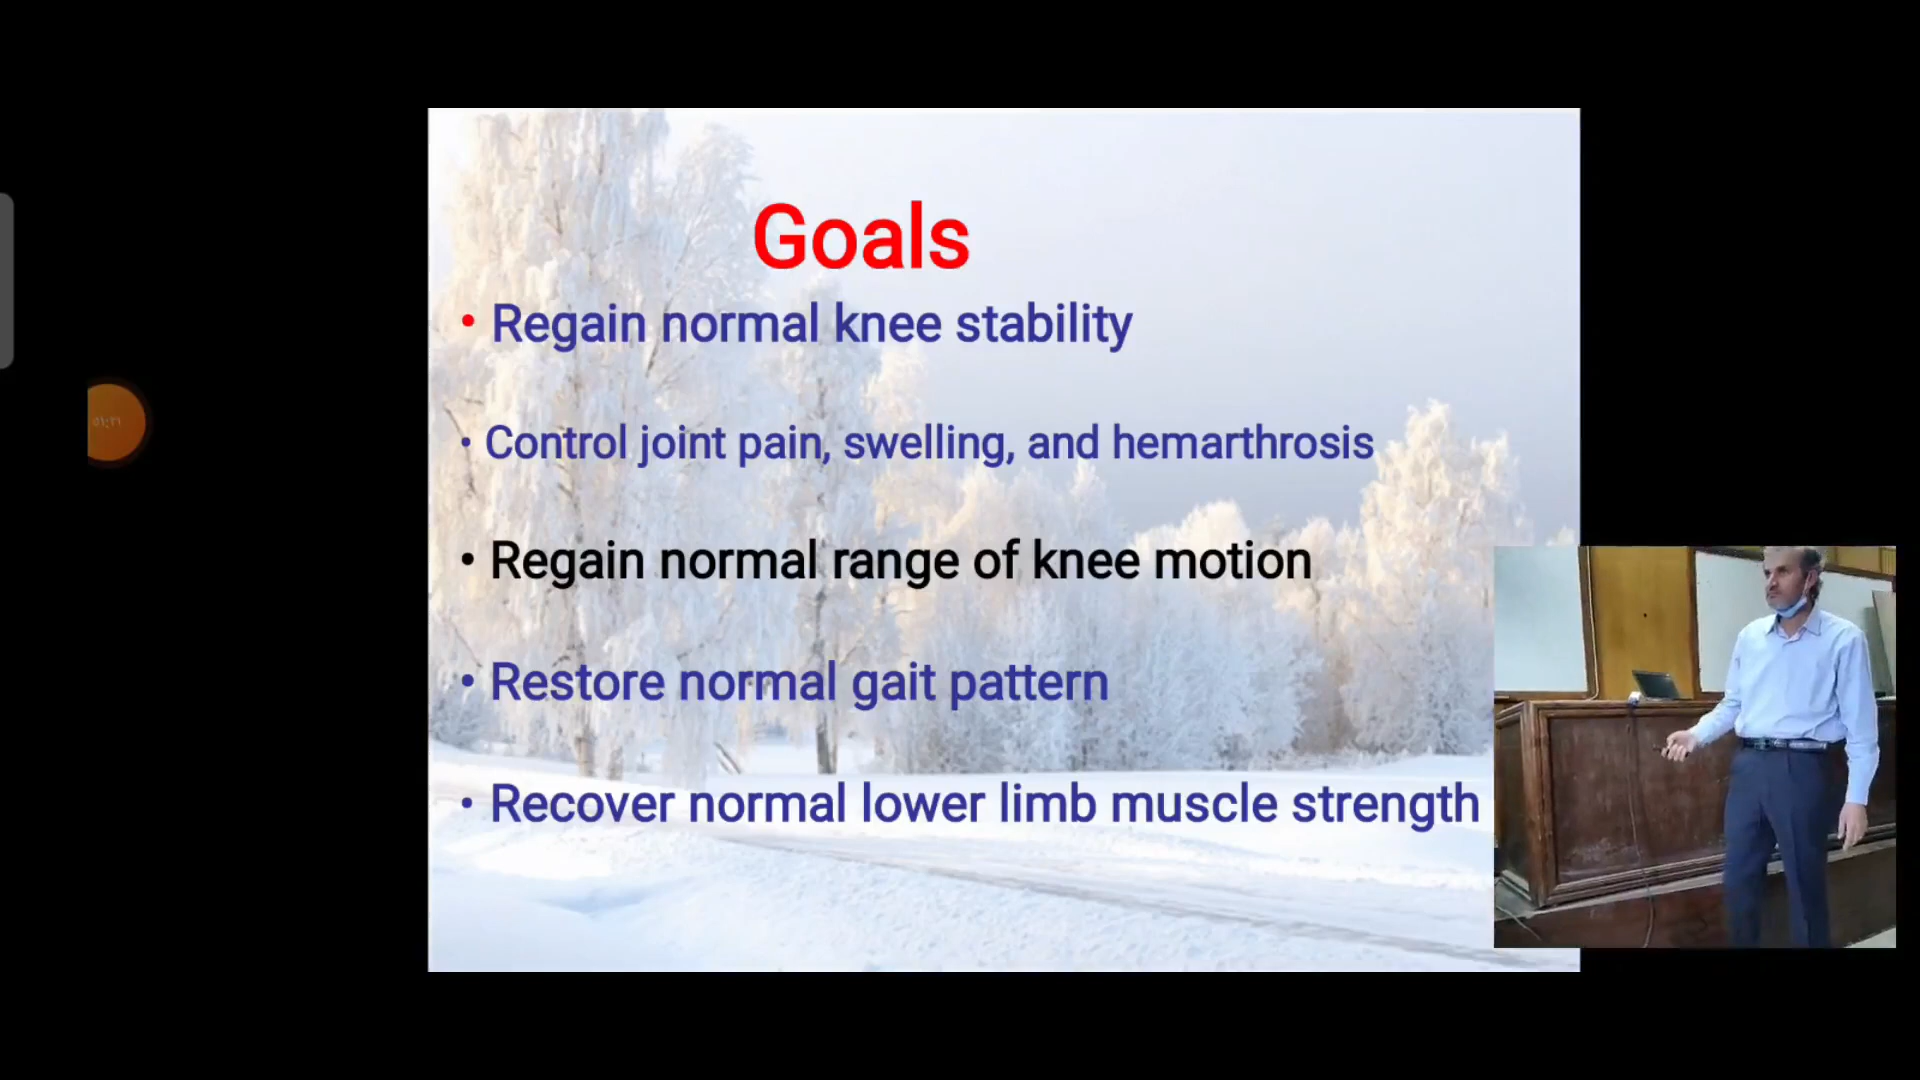 Goals
• Regain normal knee stability
• Control joint pain, swelling, and hemarthrosis
• Regain normal range of knee motion
• Restore normal gait pattern
• Recover normal lower limb muscle strength